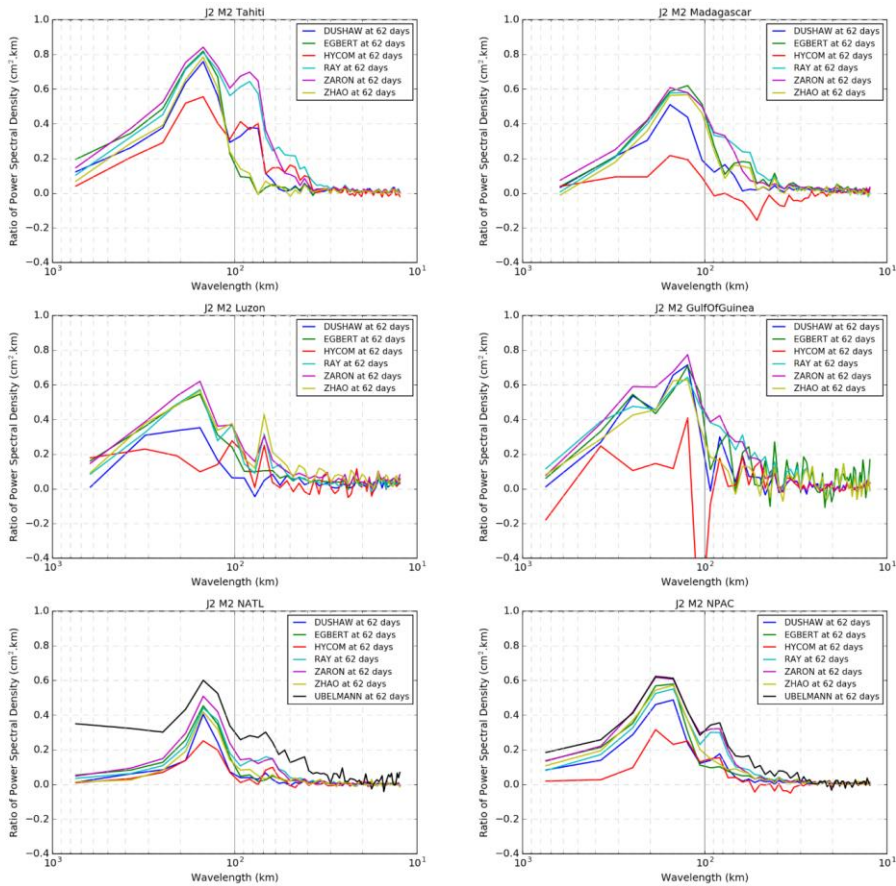 J2 M2 Tahiti
Ratio of Power Spectral Density (cm².km)
1.0
0.8
0.6
0.4
0.2
0.0
−0.2
−0.4
DUSHAW at 62 days
EGBERT at 62 days
HYCOM at 62 days
RAY at 62 days
ZARON at 62 days
ZHAO at 62 days
10³
10²
10¹
Wavelength (km)
J2 M2 Madagascar
Ratio of Power Spectral Density (cm².km)
1.0
0.8
0.6
0.4
0.2
0.0
−0.2
−0.4
DUSHAW at 62 days
EGBERT at 62 days
HYCOM at 62 days
RAY at 62 days
ZARON at 62 days
ZHAO at 62 days
10³
10²
10¹
Wavelength (km)
J2 M2 Luzon
Ratio of Power Spectral Density (cm².km)
1.0
0.8
0.6
0.4
0.2
0.0
−0.2
−0.4
DUSHAW at 62 days
EGBERT at 62 days
HYCOM at 62 days
RAY at 62 days
ZARON at 62 days
ZHAO at 62 days
10³
10²
10¹
Wavelength (km)
J2 M2 GulfOfGuinea
Ratio of Power Spectral Density (cm².km)
1.0
0.8
0.6
0.4
0.2
0.0
−0.2
−0.4
DUSHAW at 62 days
EGBERT at 62 days
HYCOM at 62 days
RAY at 62 days
ZARON at 62 days
ZHAO at 62 days
10³
10²
10¹
Wavelength (km)
J2 M2 NATL
Ratio of Power Spectral Density (cm².km)
1.0
0.8
0.6
0.4
0.2
0.0
−0.2
−0.4
DUSHAW at 62 days
EGBERT at 62 days
HYCOM at 62 days
RAY at 62 days
ZARON at 62 days
ZHAO at 62 days
UBELMANN at 62 days
10³
10²
10¹
Wavelength (km)
J2 M2 NPAC
Ratio of Power Spectral Density (cm².km)
1.0
0.8
0.6
0.4
0.2
0.0
−0.2
−0.4
DUSHAW at 62 days
EGBERT at 62 days
HYCOM at 62 days
RAY at 62 days
ZARON at 62 days
ZHAO at 62 days
UBELMANN at 62 days
10³
10²
10¹
Wavelength (km)